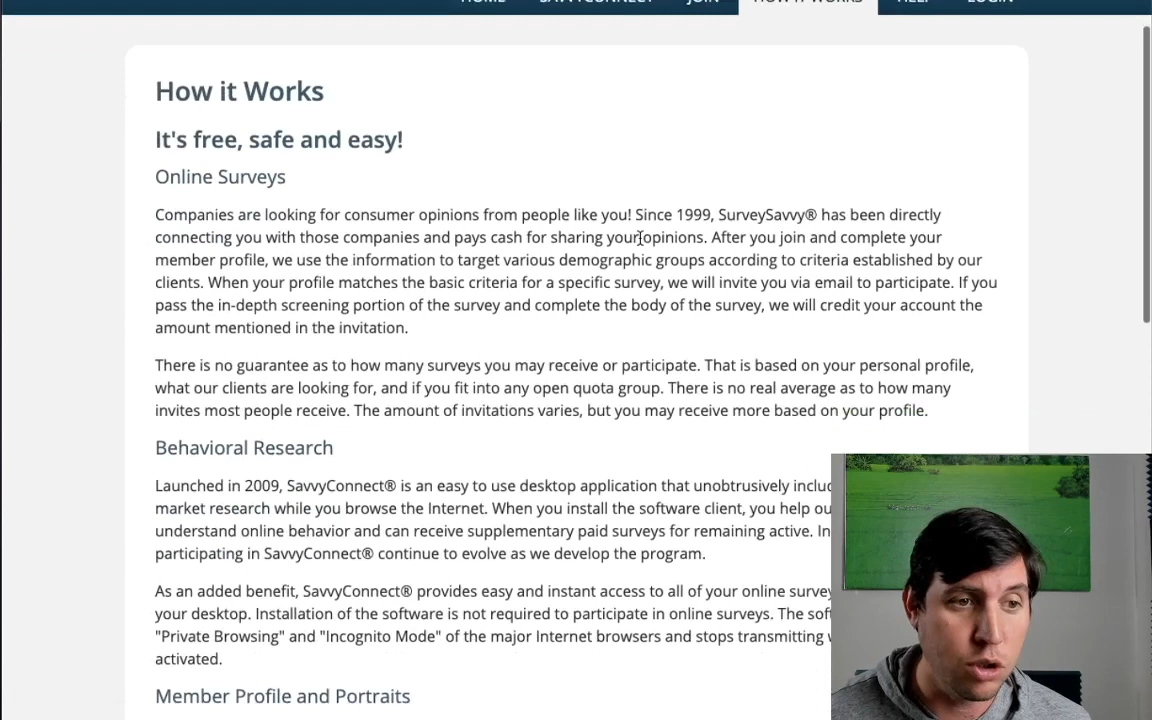 HOME SAVVYCONNECT JOIN HOW IT WORKS HELP LOGIN
How it Works
It's free, safe and easy!
Online Surveys
Companies are looking for consumer opinions from people like you! Since 1999, SurveySavvy® has been directly
connecting you with those companies and pays cash for sharing your opinions. After you join and complete your
member profile, we use the information to target various demographic groups according to criteria established by our
clients. When your profile matches the basic criteria for a specific survey, we will invite you via email to participate. If you
pass the in-depth screening portion of the survey and complete the body of the survey, we will credit your account the
amount mentioned in the invitation.
There is no guarantee as to how many surveys you may receive or participate. That is based on your personal profile,
what our clients are looking for, and if you fit into any open quota group. There is no real average as to how many
invites most people receive. The amount of invitations varies, but you may receive more based on your profile.
Behavioral Research
Launched in 2009, SavvyConnect® is an easy to use desktop application that unobtrusively
market research while you browse the Internet. When you install the software client, you help
understand online behavior and can receive supplementary paid surveys for remaining active.
participating in SavvyConnect® continue to evolve as we develop the program.
As an added benefit, SavvyConnect® provides easy and instant access to all of your online
your desktop. Installation of the software is not required to participate in online surveys. The
"Private Browsing" and "Incognito Mode" of the major Internet browsers and stops transmitting
activated.
Member Profile and Portraits